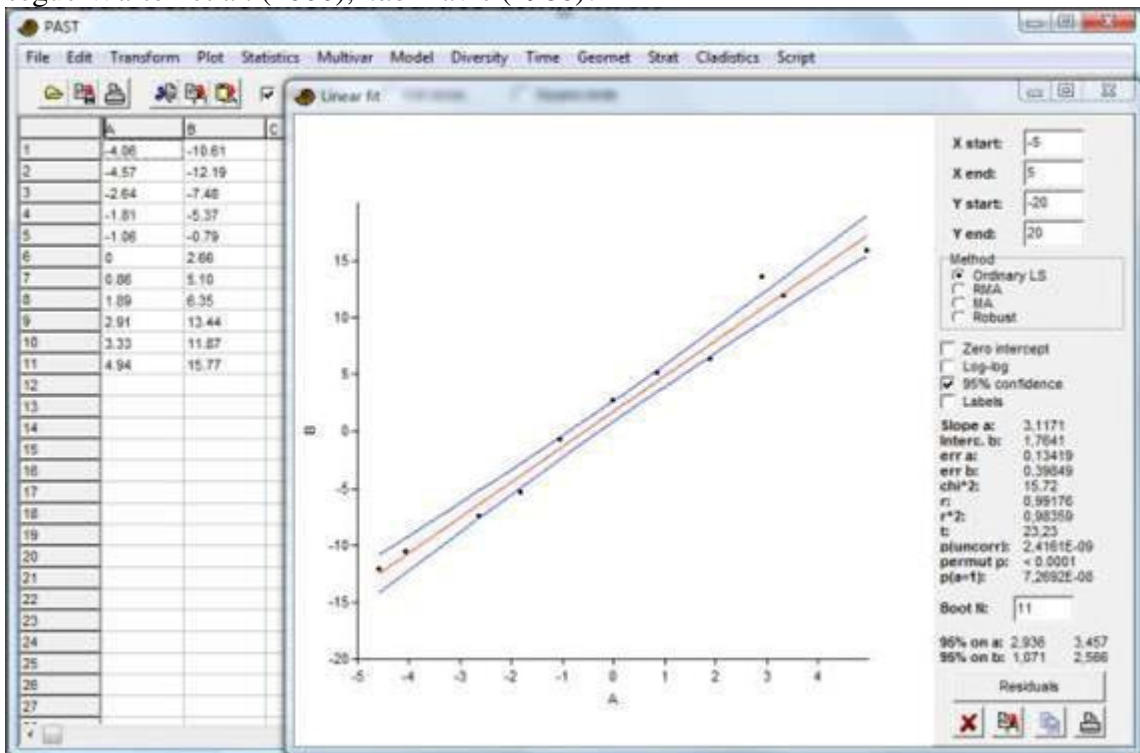 PAST
File Edit Transform Plot Statistics Multivar Model Diversity Time Geomet Strat Cladistics Script
Linear fit
A B C
1 -4.06 -10.61
2 -4.57 -12.19
3 -2.64 -7.48
4 -1.81 -5.37
5 -1.06 -0.79
6 0 2.66
7 0.86 5.10
8 1.89 6.35
9 2.91 13.44
10 3.33 11.87
11 4.94 15.77
12
13
14
15
16
17
18
19
20
21
22
23
24
25
26
27
15
10
5
0
-5
-10
-15
-20
B
-5 -4 -3 -2 -1 0 1 2 3 4
A
X start: -5
X end: 5
Y start: -20
Y end: 20
Method
Ordinary LS
RMA
MA
Robust
Zero intercept
Log-log
95% confidence
Labels
Slope a: 3,1171
Interc. b: 1,7641
err a: 0,13419
err b: 0,39849
chi^2: 15,72
r: 0,99176
r^2: 0,98359
t: 23,23
p(uncorr): 2,4161E-09
permut p: < 0.0001
p(a=1): 7,2692E-08
Boot N: 11
95% on a: 2,936 3,457
95% on b: 1,071 2,566
Residuals